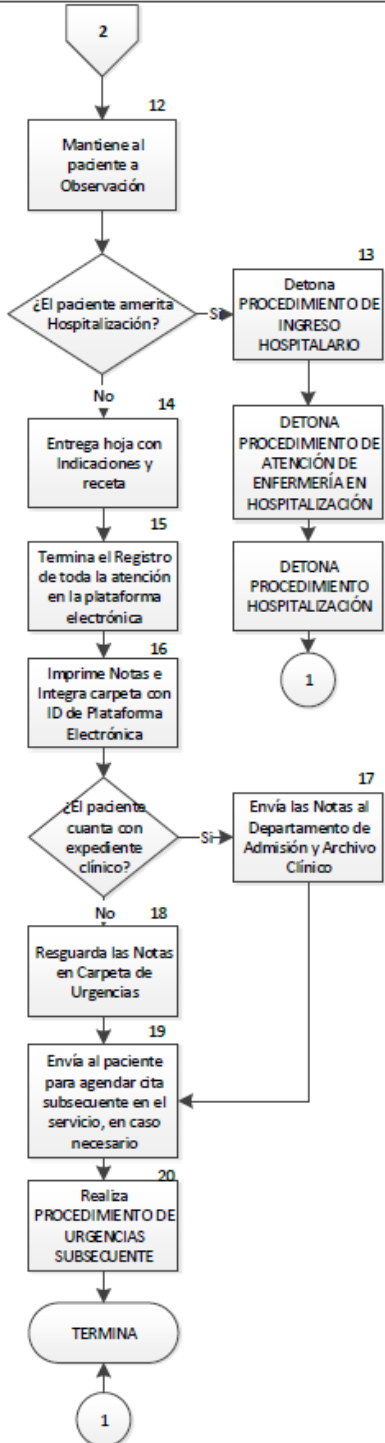 2
12
Mantiene al
paciente a
Observación
¿El paciente amerita
Hospitalización?
Si
13
Detona
PROCEDIMIENTO DE
INGRESO
HOSPITALARIO
No
14
Entrega hoja con
Indicaciones y
receta
DETONA
PROCEDIMIENTO DE
ATENCIÓN DE
ENFERMERÍA EN
HOSPITALIZACIÓN
15
Termina el Registro
de toda la atención
en la plataforma
electrónica
DETONA
PROCEDIMIENTO
HOSPITALIZACIÓN
16
Imprime Notas e
Integra carpeta con
ID de Plataforma
Electrónica
1
¿El paciente
cuanta con
expediente
clínico?
Si
17
Envía las Notas al
Departamento de
Admisión y Archivo
Clínico
No
18
Resguarda las Notas
en Carpeta de
Urgencias
19
Envía al paciente
para agendar cita
subsecuente en el
servicio, en caso
necesario
20
Realiza
PROCEDIMIENTO DE
URGENCIAS
SUBSECUENTE
TERMINA
1